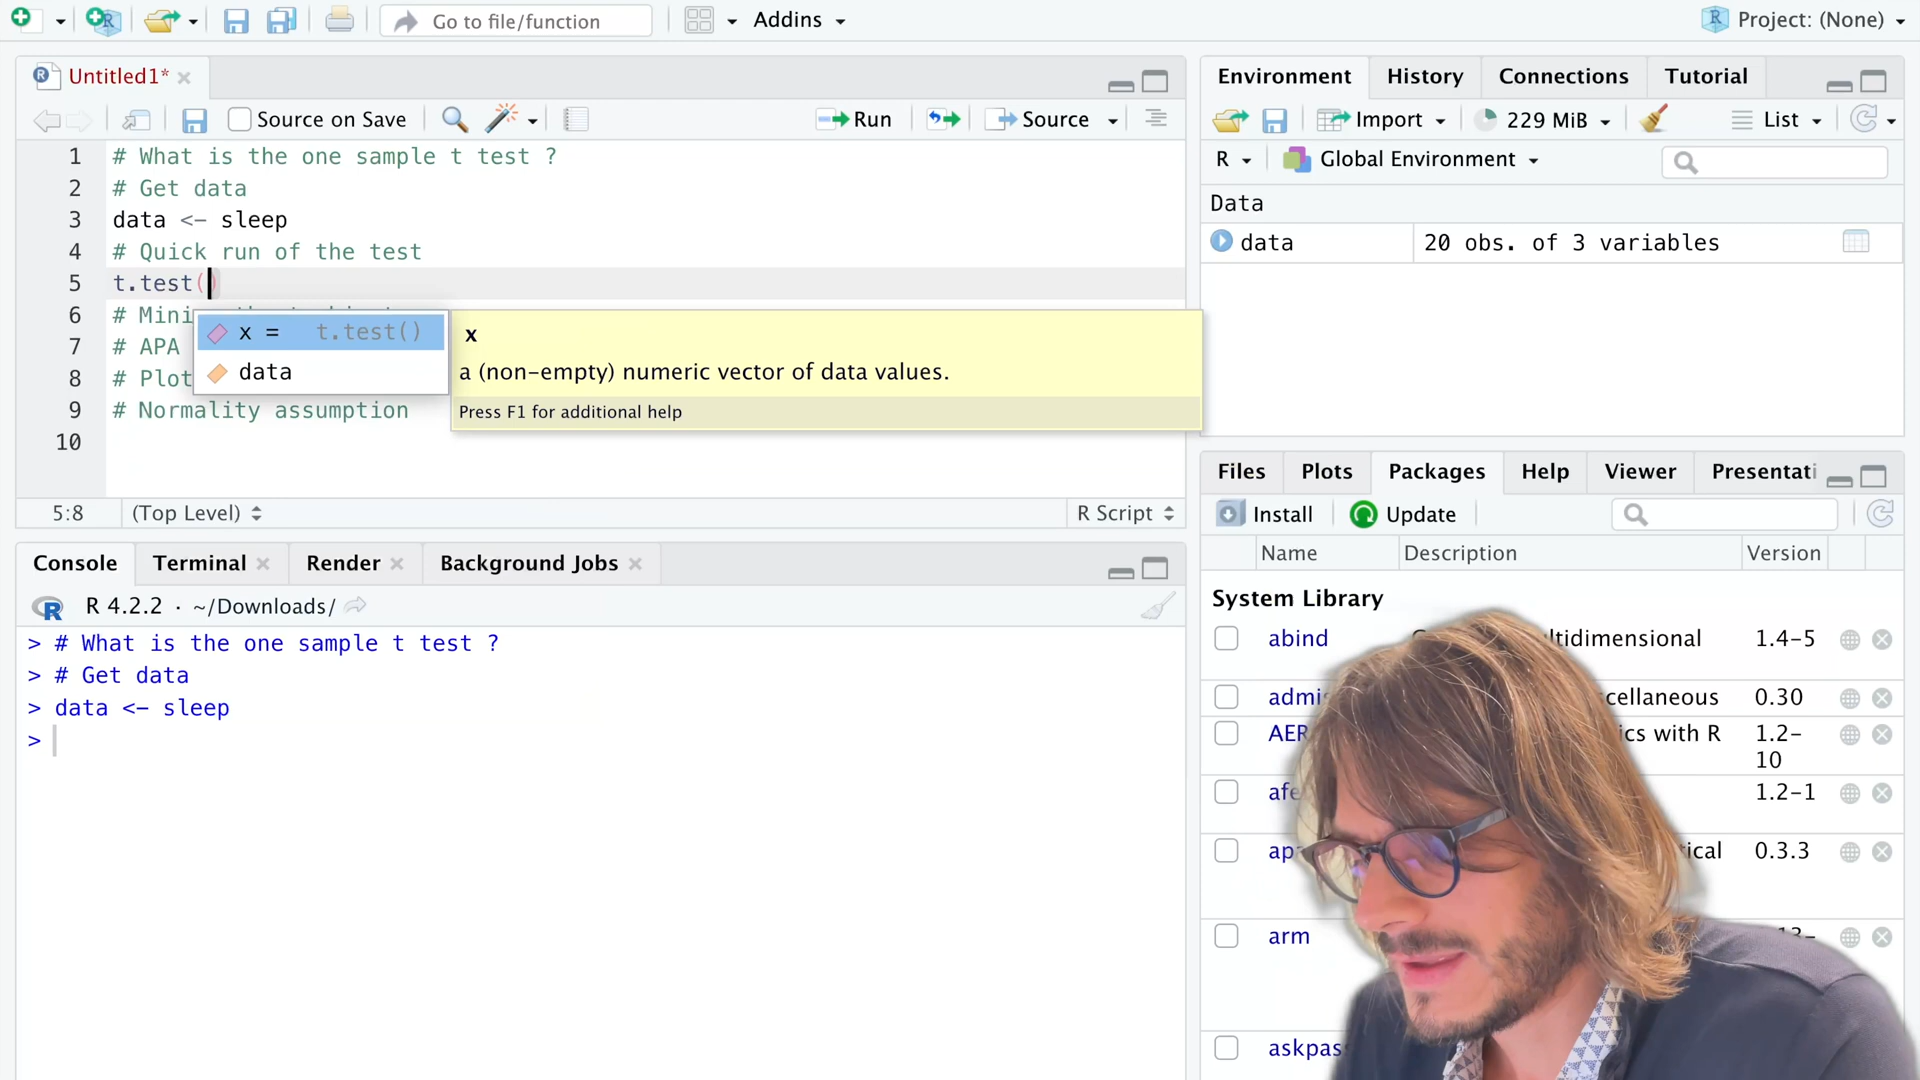 Go to file/function
Addins
Project: (None)
Untitled1*
Source on Save
Run
Source
1 # What is the one sample t test ?
2 # Get data
3 data <- sleep
4 # Quick run of the test
5 t.test()
6 # Mini
7 # APA
8 # Plot
9 # Normality assumption
10
x = t.test()
data
x
a (non-empty) numeric vector of data values.
Press F1 for additional help
5:8 (Top Level) R Script
Console Terminal Render Background Jobs
R 4.2.2 · ~/Downloads/
> # What is the one sample t test ?
> # Get data
> data <- sleep
>
Environment History Connections Tutorial
Import 229 MiB List
R Global Environment
Data
data 20 obs. of 3 variables
Files Plots Packages Help Viewer Presentati
Install Update
Name Description Version
System Library
abind ltidimensional 1.4-5
admi cellaneous 0.30
AER ics with R 1.2-10
afe 1.2-1
ap ical 0.3.3
arm 13-
askpas